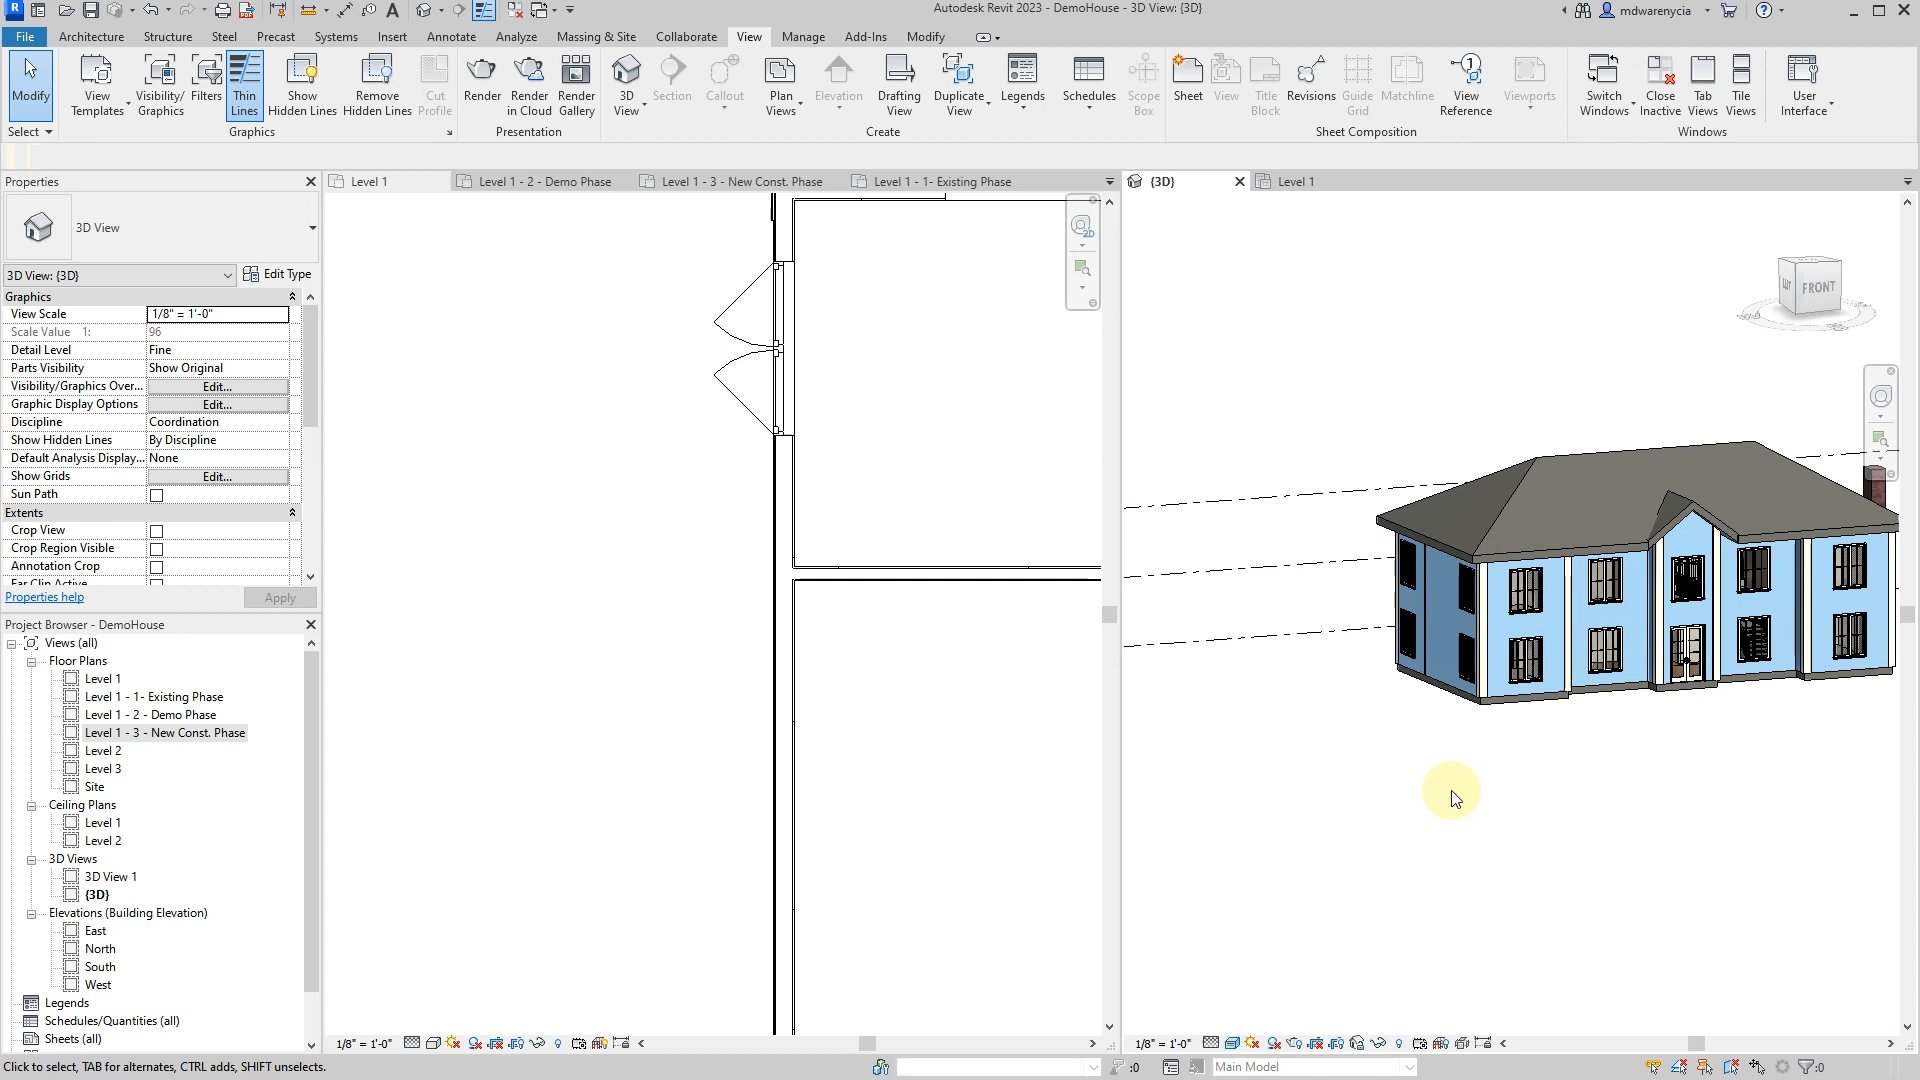 Autodesk Revit 2023 - DemoHouse - 3D View: {3D}
mdwarenycia
File Architecture Structure Steel Precast Systems Insert Annotate Analyze Massing & Site Collaborate View Manage Add-Ins Modify
Modify
View Templates
Visibility/ Graphics
Filters
Thin Lines
Show Hidden Lines
Remove Hidden Lines
Cut Profile
Render
Render in Cloud
Render Gallery
3D View
Section
Callout
Plan Views
Elevation
Drafting View
Duplicate View
Legends
Schedules
Scope Box
Sheet
View
Title Block
Revisions
Guide Grid
Matchline
View Reference
Viewports
Switch Windows
Close Inactive
Tab Views
Tile Views
User Interface
Select Graphics Presentation Create Sheet Composition Windows
Properties
3D View
3D View: {3D} Edit Type
Graphics
View Scale 1/8" = 1'-0"
Scale Value 1: 96
Detail Level Fine
Parts Visibility Show Original
Visibility/Graphics Over... Edit...
Graphic Display Options Edit...
Discipline Coordination
Show Hidden Lines By Discipline
Default Analysis Display... None
Show Grids Edit...
Sun Path
Extents
Crop View
Crop Region Visible
Annotation Crop
Far Clip Active
Properties help Apply
Project Browser - DemoHouse
Views (all)
Floor Plans
Level 1
Level 1 - 1- Existing Phase
Level 1 - 2 - Demo Phase
Level 1 - 3 - New Const. Phase
Level 2
Level 3
Site
Ceiling Plans
Level 1
Level 2
3D Views
3D View 1
{3D}
Elevations (Building Elevation)
East
North
South
West
Legends
Schedules/Quantities (all)
Sheets (all)
Level 1 Level 1 - 2 - Demo Phase Level 1 - 3 - New Const. Phase Level 1 - 1- Existing Phase
2D
1/8" = 1'-0"
{3D} Level 1
FRONT
1/8" = 1'-0"
Click to select, TAB for alternates, CTRL adds, SHIFT unselects.
:0
Main Model
:0